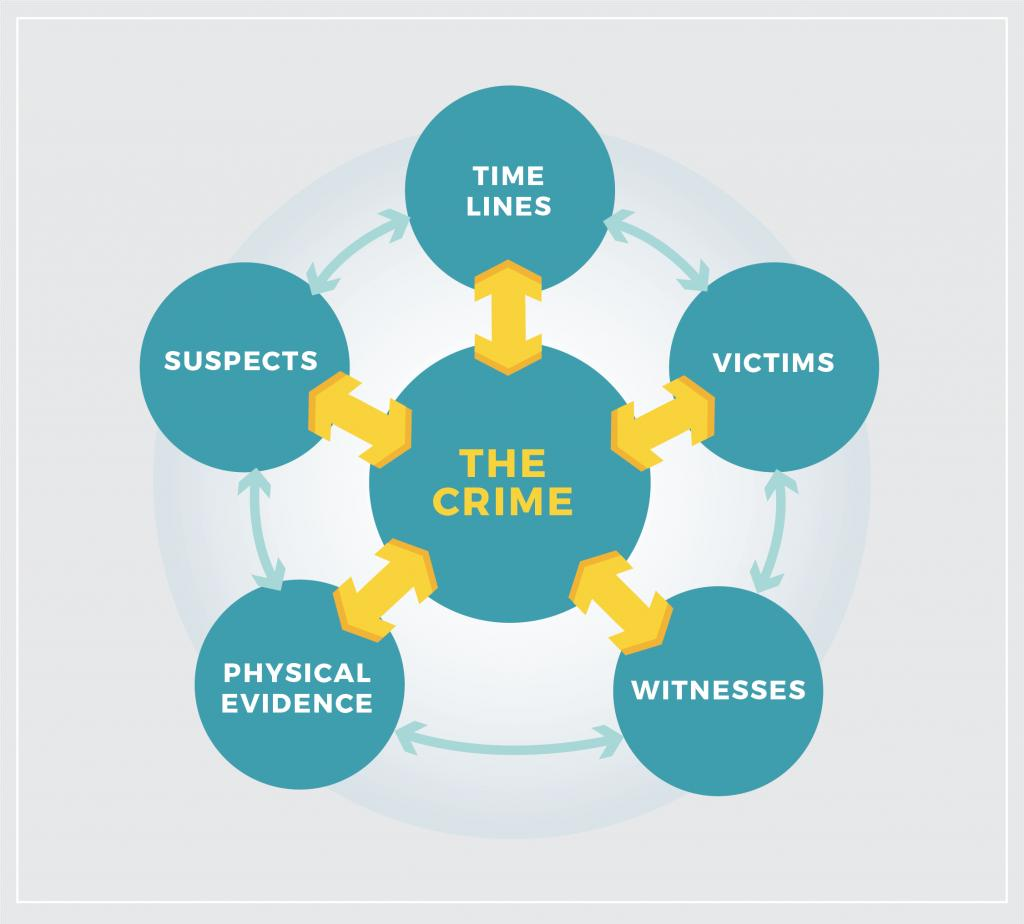 TIME
LINES
SUSPECTS
VICTIMS
THE
CRIME
PHYSICAL
EVIDENCE
WITNESSES